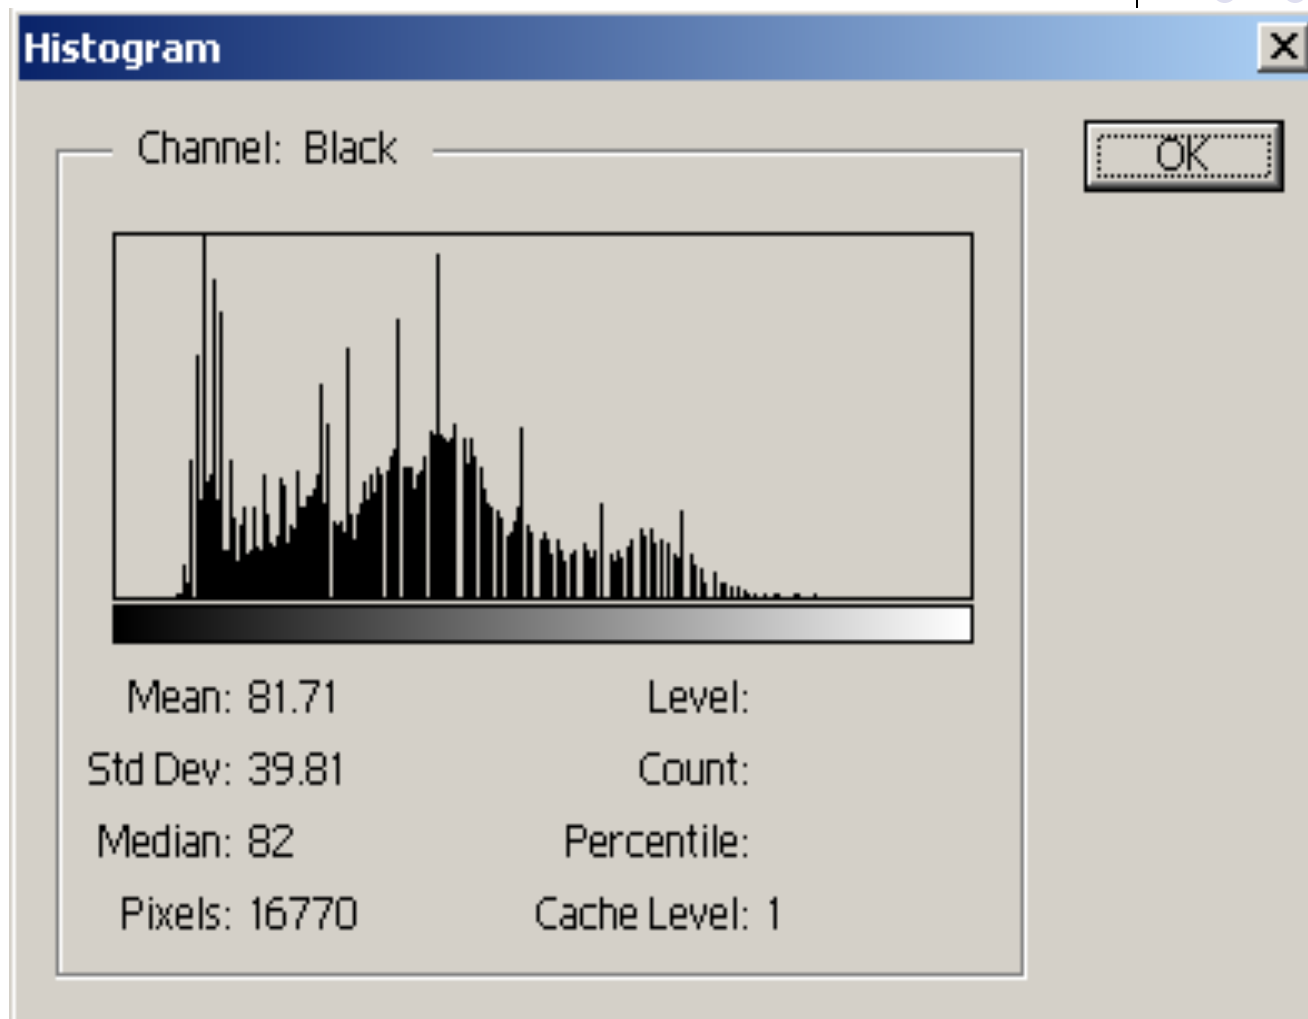 Histogram
Channel: Black
OK
Mean: 81.71
Level:
Std Dev: 39.81
Count:
Median: 82
Percentile:
Pixels: 16770
Cache Level: 1